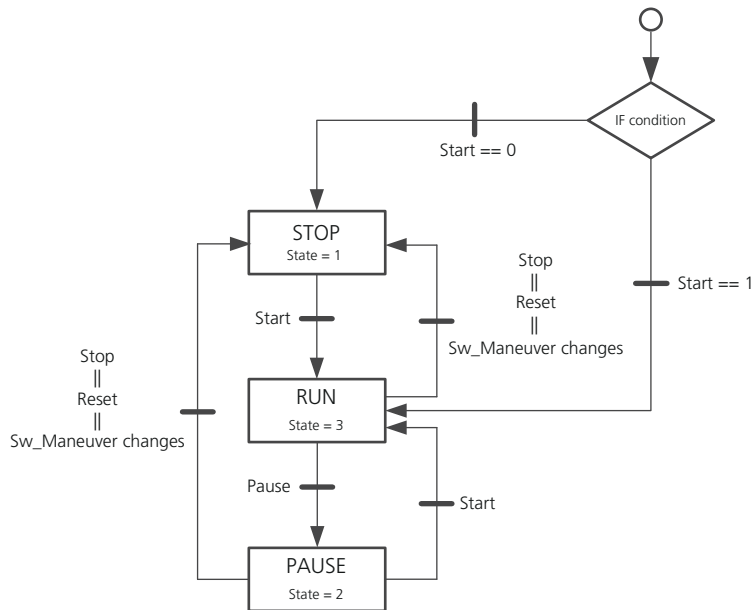 IF condition
Start == 0
STOP
State = 1
Stop
||
Reset
||
Sw_Maneuver changes
Start == 1
Start
Stop
||
Reset
||
Sw_Maneuver changes
RUN
State = 3
Pause
Start
PAUSE
State = 2